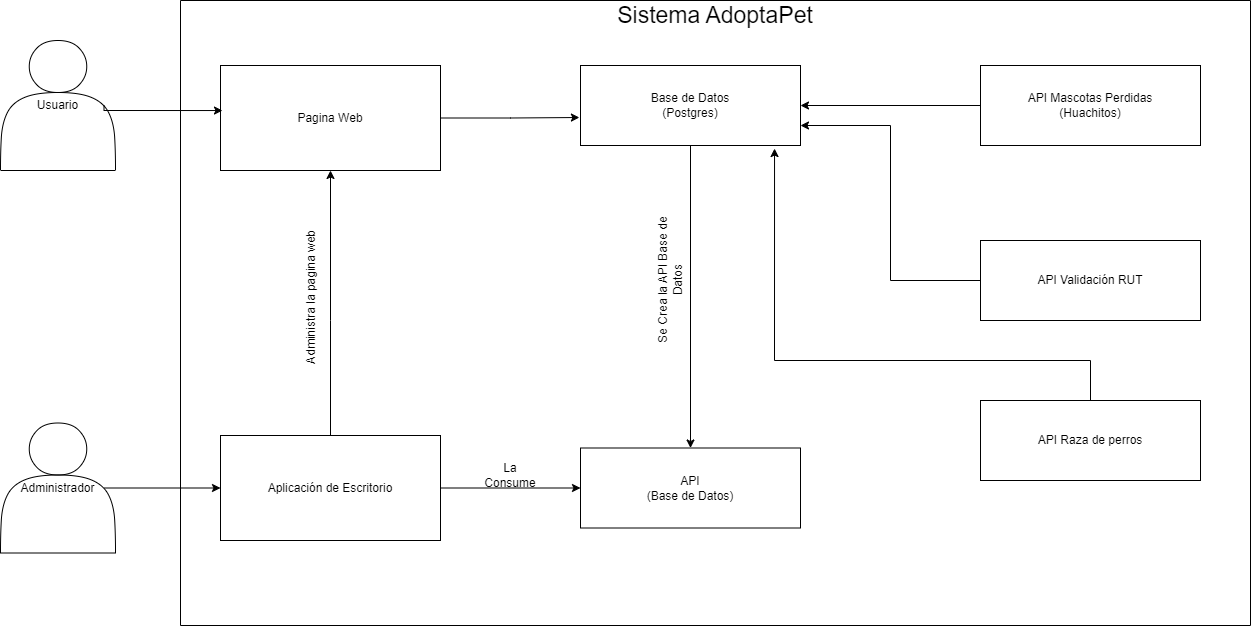 Sistema AdoptaPet
Usuario
Pagina Web
Base de Datos
(Postgres)
API Mascotas Perdidas
(Huachitos)
Administra la pagina web
Se Crea la API Base de
Datos
API Validación RUT
API Raza de perros
Administrador
Aplicación de Escritorio
La
Consume
API
(Base de Datos)